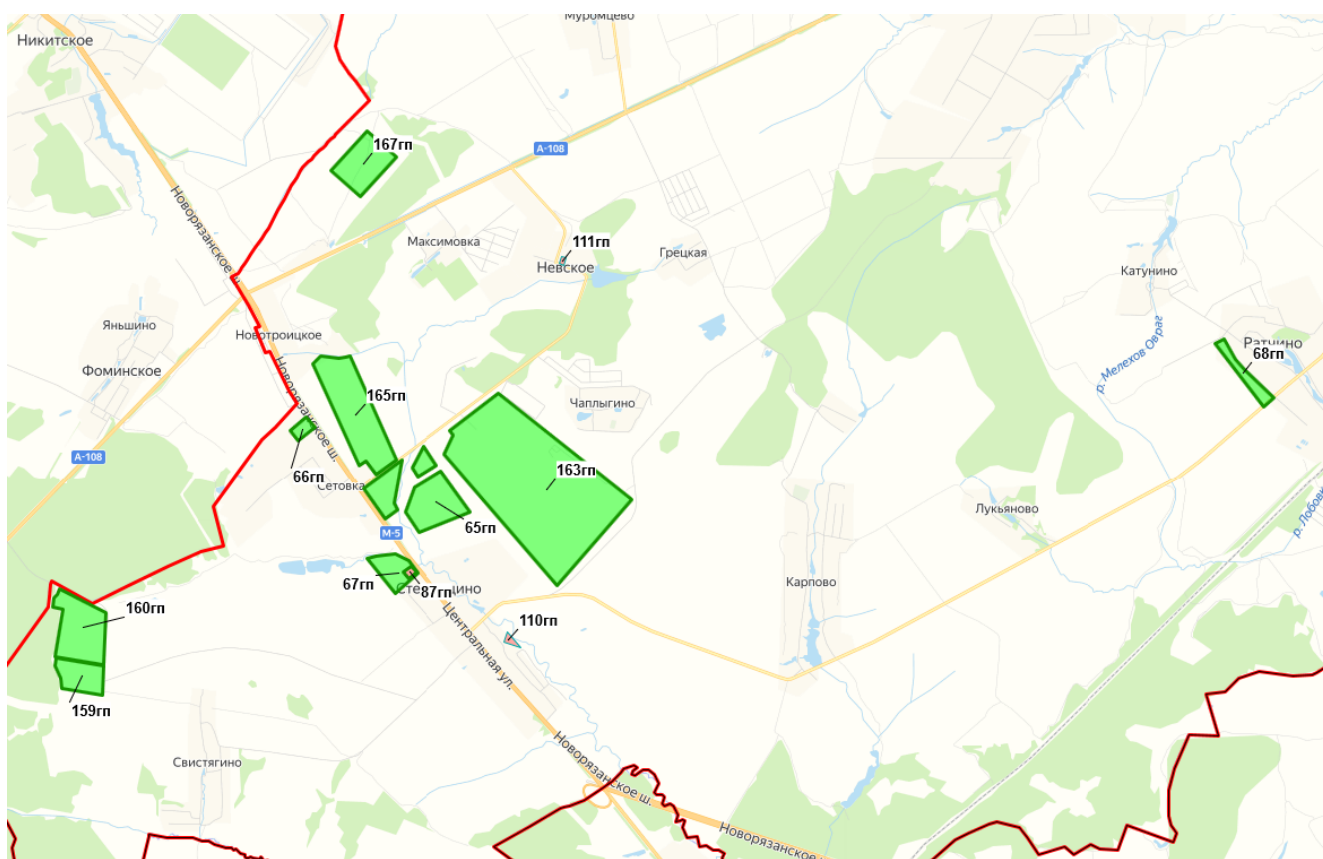 Муромцево
Никитское
167гп
А-108
Новорязанское ш.
Максимовка
111гп
Грецкая
Невское
Катунино
р. Мелехов Овраг
Яньшино
Новотроицкое
Ратчино
68гп
Фоминское
Новорязанское ш.
165гп
Чаплыгино
А-108
66гп
Сетовка
163гп
65гп
Лукьяново
М-5
67гп
87гп
Карпово
160гп
110гп
Центральная ул.
159гп
Свистягино
Новорязанское ш.
Новорязанское